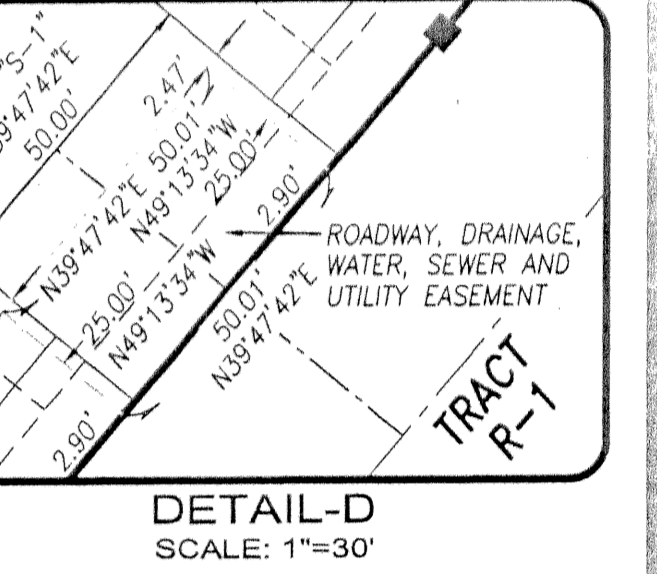 "S-1"
39°47'42"E
50.00'
2.47'
N39°47'42"E 50.01'
N49°13'34"W
25.00'
2.90'
25.00'
N49°13'34"W
50.01'
N39°47'42"E
2.90'
ROADWAY, DRAINAGE,
WATER, SEWER AND
UTILITY EASEMENT
TRACT
R-1
DETAIL-D
SCALE: 1"=30'